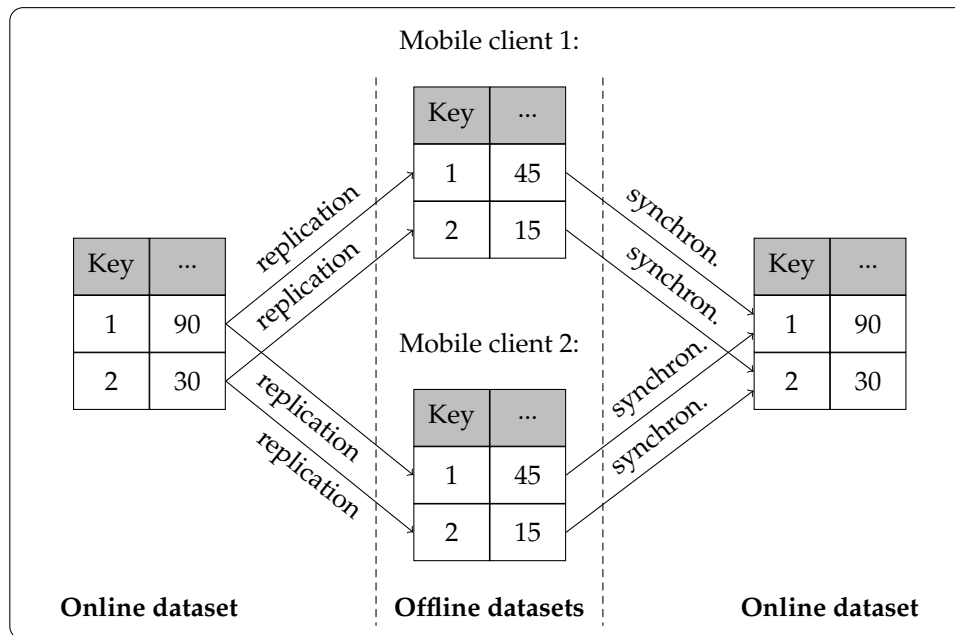 Mobile client 1:
Key ...
1 45
2 15
replication
replication
synchron.
synchron.
Key ...
1 90
2 30
Key ...
1 90
2 30
Mobile client 2:
replication
replication
synchron.
synchron.
Key ...
1 45
2 15
Online dataset
Offline datasets
Online dataset